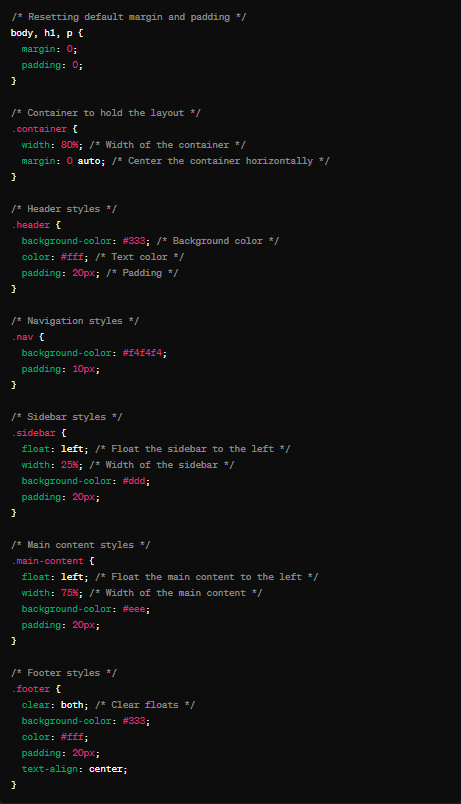 /* Resetting default margin and padding */
body, h1, p {
  margin: 0;
  padding: 0;
}

/* Container to hold the layout */
.container {
  width: 80%; /* Width of the container */
  margin: 0 auto; /* Center the container horizontally */
}

/* Header styles */
.header {
  background-color: #333; /* Background color */
  color: #fff; /* Text color */
  padding: 20px; /* Padding */
}

/* Navigation styles */
.nav {
  background-color: #f4f4f4;
  padding: 10px;
}

/* Sidebar styles */
.sidebar {
  float: left; /* Float the sidebar to the left */
  width: 25%; /* Width of the sidebar */
  background-color: #ddd;
  padding: 20px;
}

/* Main content styles */
.main-content {
  float: left; /* Float the main content to the left */
  width: 75%; /* Width of the main content */
  background-color: #eee;
  padding: 20px;
}

/* Footer styles */
.footer {
  clear: both; /* Clear floats */
  background-color: #333;
  color: #fff;
  padding: 20px;
  text-align: center;
}